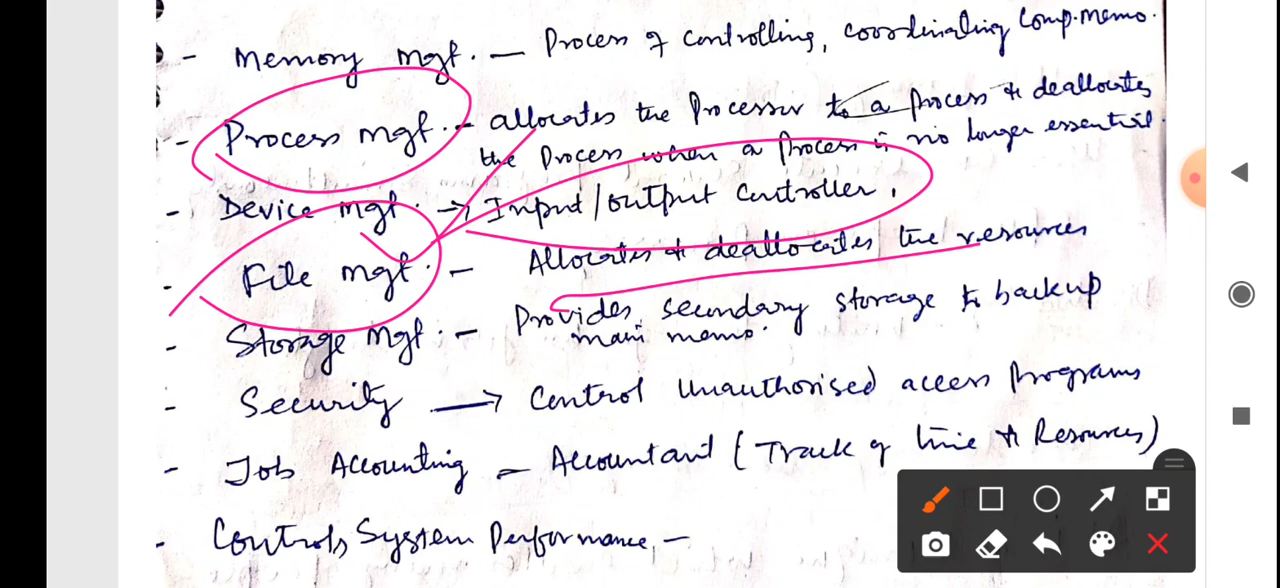 - Memory Mgt. — Process of controlling, coordinating Comp. memo.
- Process Mgt. - allocates the Processor to a process & deallocates
the process when a process is no longer essential.
- Device Mgt. → Input/output Controller.
- File Mgt. - Allocates & deallocates the resources
- Storage Mgt. - Provides secondary storage to backup
main memo.
- Security → Control Unauthorised access Programs
- Job Accounting - Accountant (Track of time & Resources)
- Controls System Performance, -